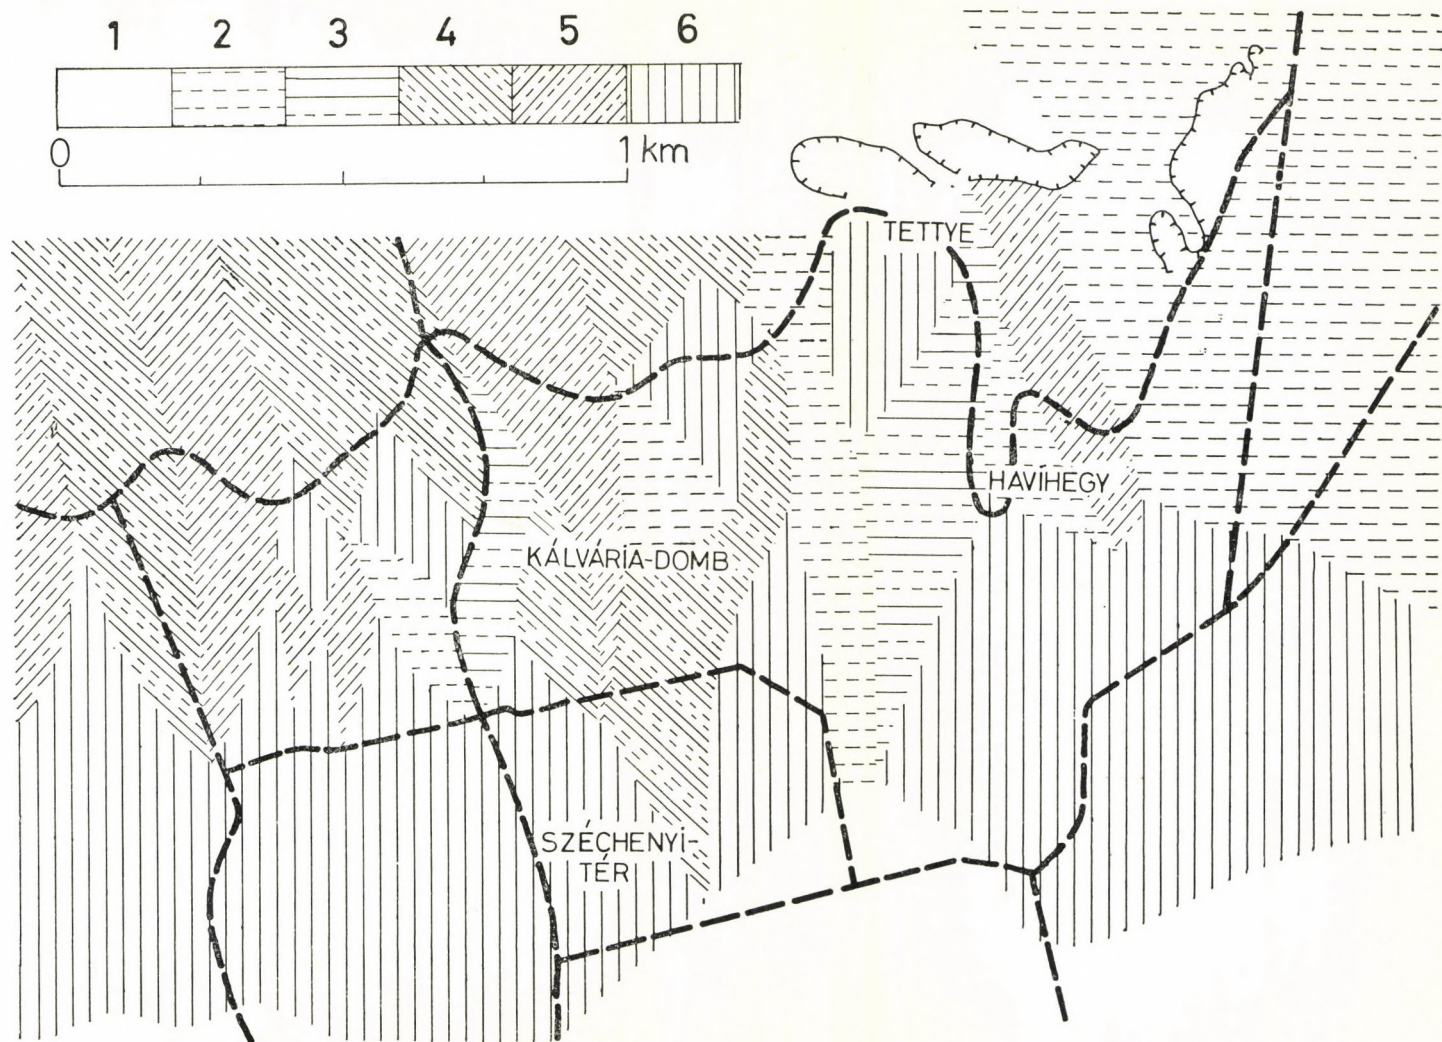 1 2 3 4 5 6
0 1 km
TETTYE
HAVIHEGY
KÁLVÁRIA-DOMB
SZÉCHENYI-
TÉR